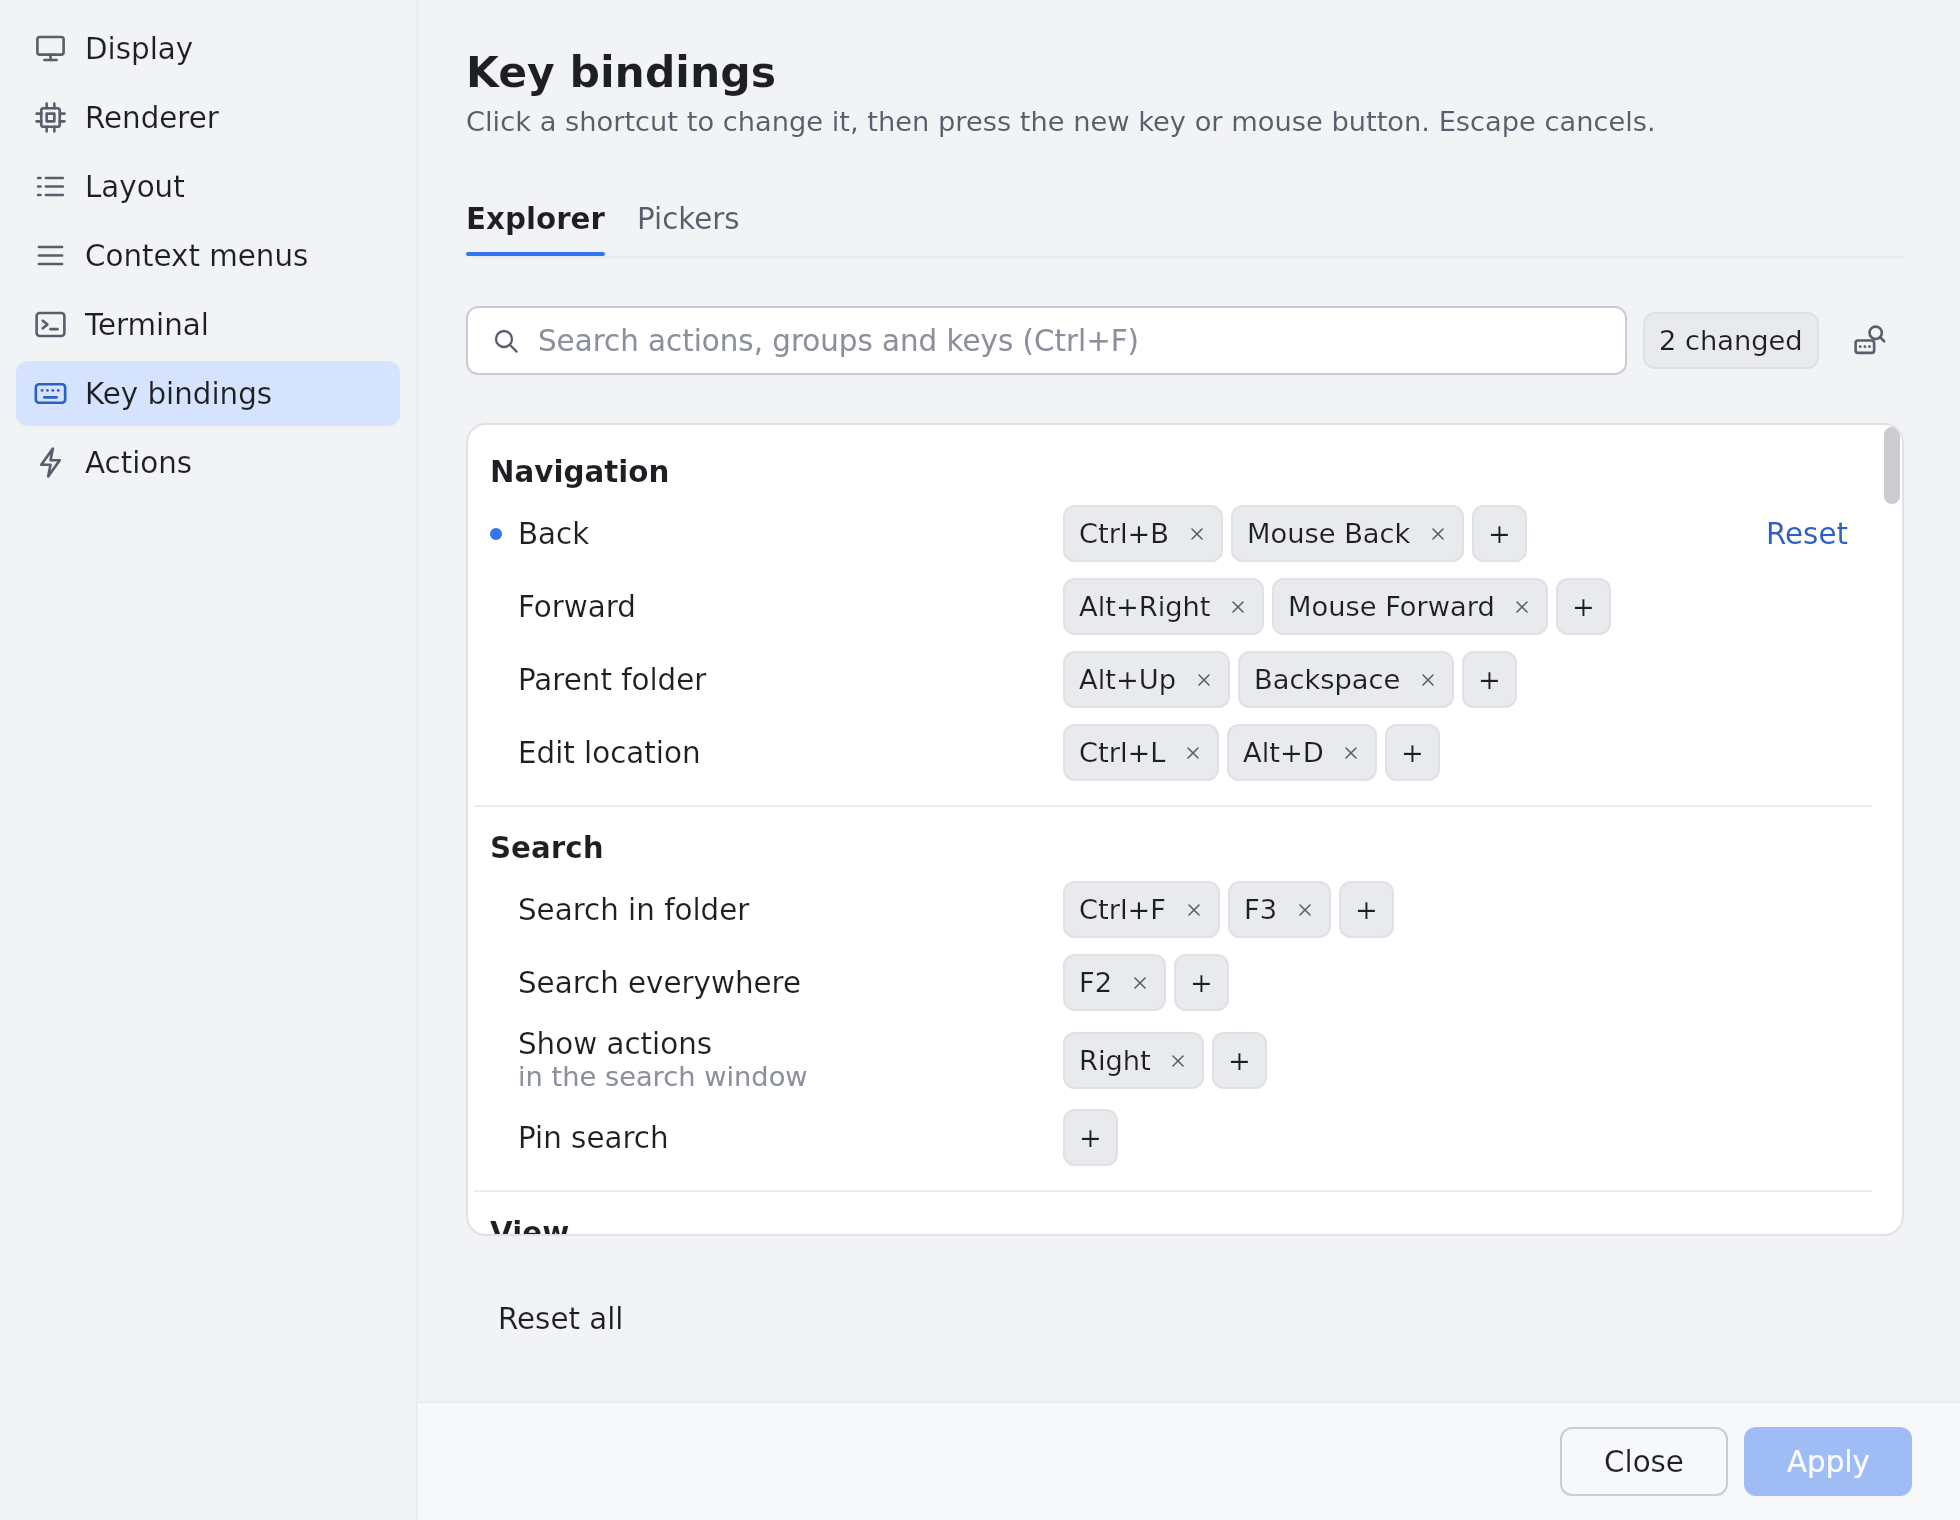 Display
Renderer
Layout
Context menus
Terminal
Key bindings
Actions
Key bindings
Click a shortcut to change it, then press the new key or mouse button. Escape cancels.
Explorer Pickers
Search actions, groups and keys (Ctrl+F) 2 changed
Navigation
Back Ctrl+B × Mouse Back × + Reset
Forward Alt+Right × Mouse Forward × +
Parent folder Alt+Up × Backspace × +
Edit location Ctrl+L × Alt+D × +
Search
Search in folder Ctrl+F × F3 × +
Search everywhere F2 × +
Show actions Right × +
in the search window
Pin search +
View
Reset all
Close Apply